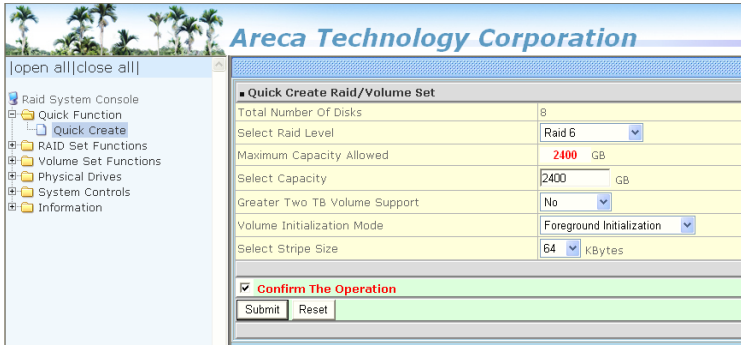 Areca Technology Corporation
|open all|close all|
Raid System Console
Quick Function
Quick Create
RAID Set Functions
Volume Set Functions
Physical Drives
System Controls
Information
Quick Create Raid/Volume Set
Total Number Of Disks 8
Select Raid Level Raid 6
Maximum Capacity Allowed 2400 GB
Select Capacity 2400 GB
Greater Two TB Volume Support No
Volume Initialization Mode Foreground Initialization
Select Stripe Size 64 KBytes
Confirm The Operation
Submit Reset